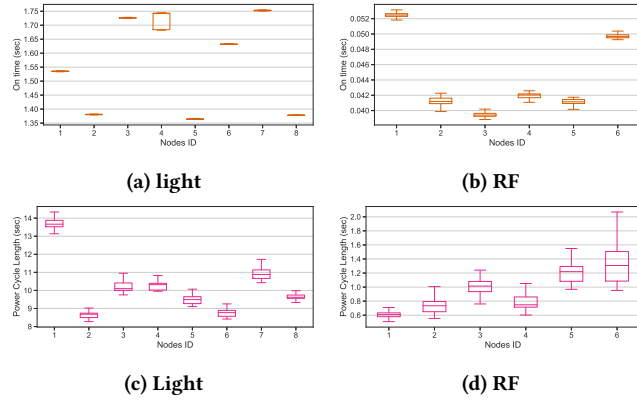 On time (sec)
1.75
1.70
1.65
1.60
1.55
1.50
1.45
1.40
1.35
1 2 3 4 5 6 7 8
Nodes ID
(a) light
On time (sec)
0.052
0.050
0.048
0.046
0.044
0.042
0.040
1 2 3 4 5 6
Nodes ID
(b) RF
Power Cycle Length (sec)
14
13
12
11
10
9
8
1 2 3 4 5 6 7 8
Nodes ID
(c) Light
Power Cycle Length (sec)
2.0
1.8
1.6
1.4
1.2
1.0
0.8
0.6
1 2 3 4 5 6
Nodes ID
(d) RF